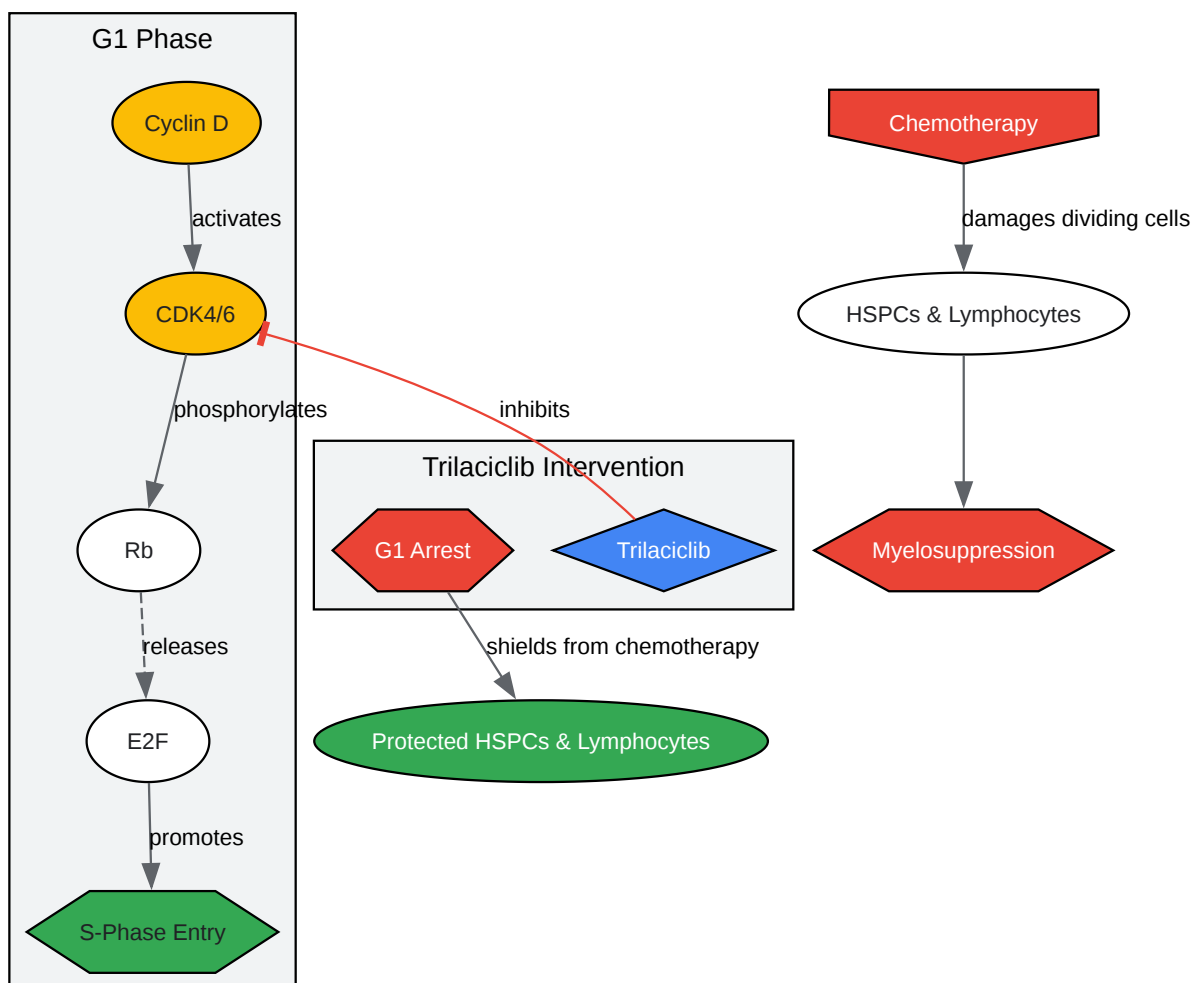 G1 Phase
Cyclin D
activates
CDK4/6
phosphorylates
Rb
releases
E2F
promotes
S-Phase Entry
inhibits
Trilaciclib Intervention
G1 Arrest
Trilaciclib
shields from chemotherapy
Protected HSPCs & Lymphocytes
Chemotherapy
damages dividing cells
HSPCs & Lymphocytes
Myelosuppression